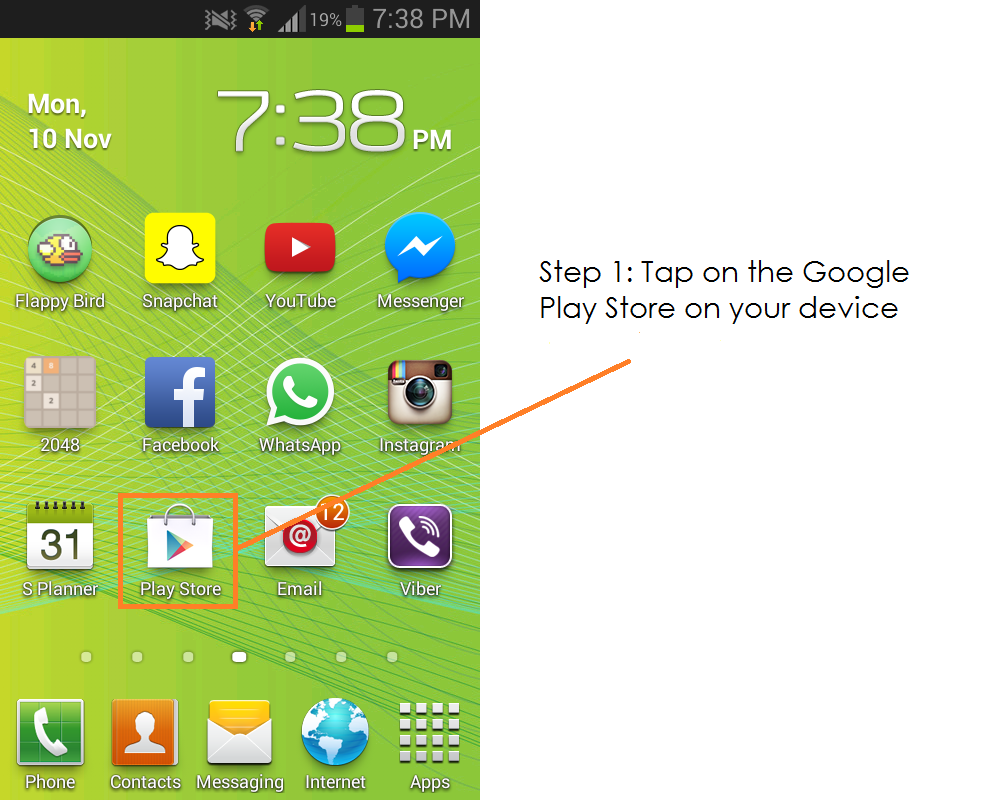 19% 7:38 PM
Mon,
10 Nov
7:38 PM
Flappy Bird Snapchat YouTube Messenger
4 8
2
2
2048 Facebook WhatsApp Instagram
31 @ 12
S Planner Play Store Email Viber
Phone Contacts Messaging Internet Apps
Step 1: Tap on the Google
Play Store on your device